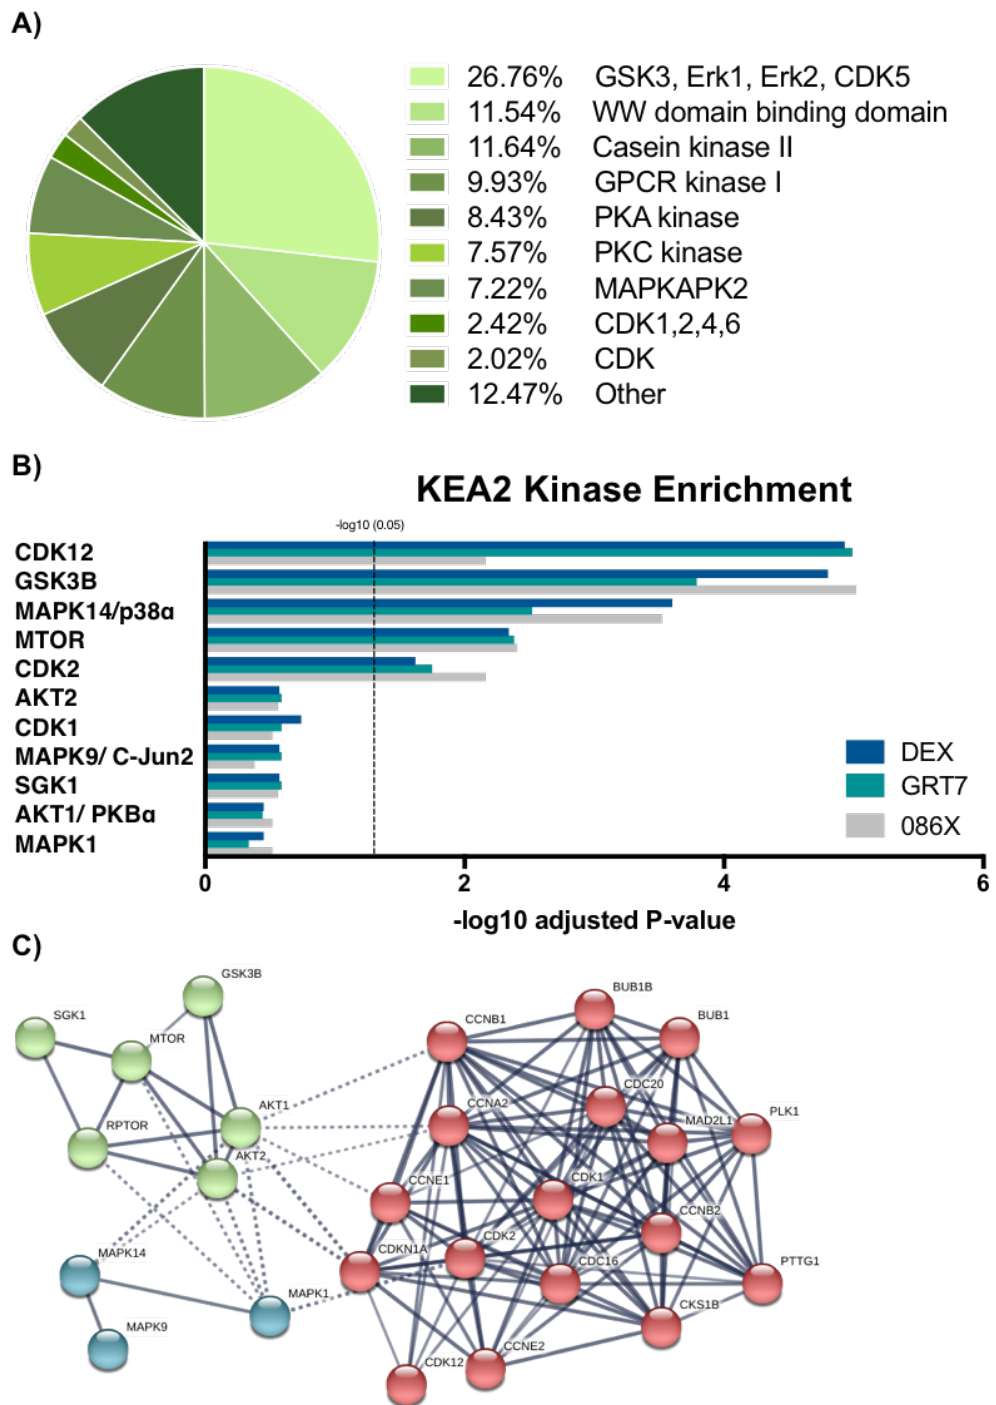 A)
26.76% GSK3, Erk1, Erk2, CDK5
11.54% WW domain binding domain
11.64% Casein kinase II
9.93% GPCR kinase I
8.43% PKA kinase
7.57% PKC kinase
7.22% MAPKAPK2
2.42% CDK1,2,4,6
2.02% CDK
12.47% Other
B)
KEA2 Kinase Enrichment
-log10 (0.05)
CDK12
GSK3B
MAPK14/p38α
MTOR
CDK2
AKT2
CDK1
MAPK9/ C-Jun2
SGK1
AKT1/ PKBα
MAPK1
DEX
GRT7
086X
0 2 4 6
-log10 adjusted P-value
C)
GSK3B
SGK1
MTOR
AKT1
RPTOR
AKT2
MAPK14
MAPK1
MAPK9
BUB1B
CCNB1
BUB1
CDC20
CCNA2
MAD2L1
PLK1
CCNE1
CDK1
CCNB2
CDKN1A
CDK2
CDC16
PTTG1
CKS1B
CCNE2
CDK12